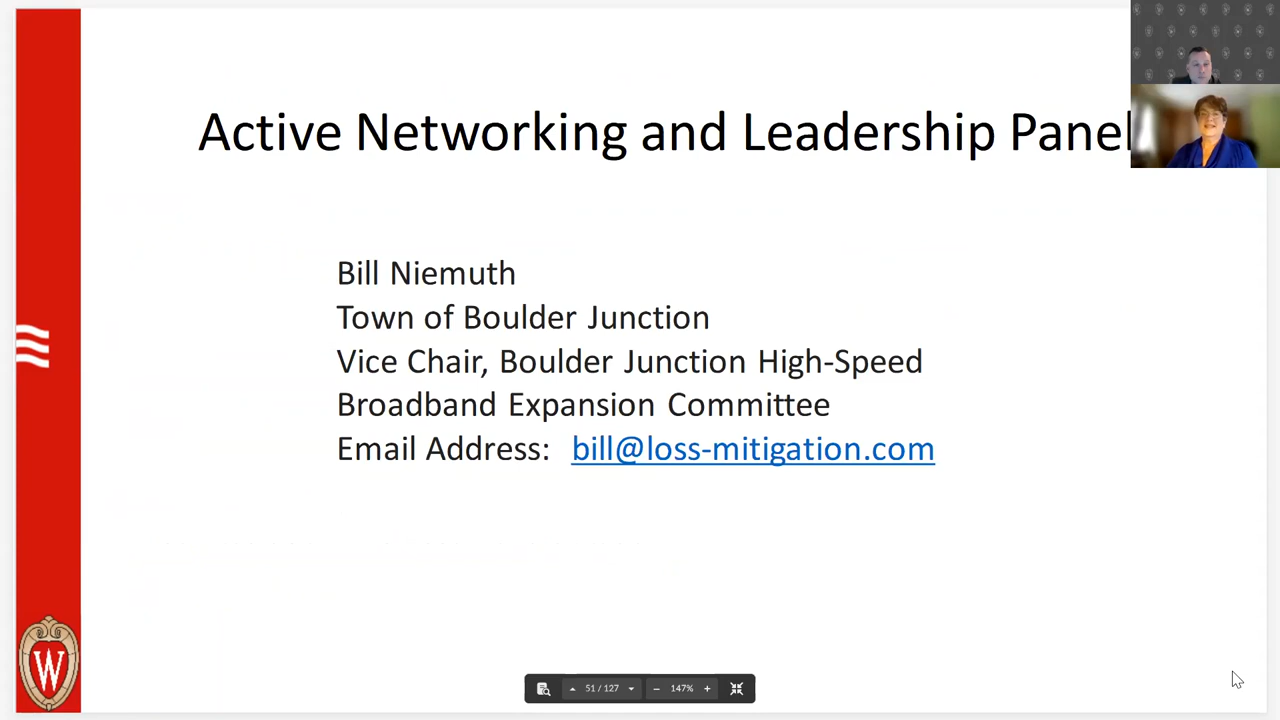 Active Networking and Leadership Panel
Bill Niemuth
Town of Boulder Junction
Vice Chair, Boulder Junction High-Speed
Broadband Expansion Committee
Email Address: bill@loss-mitigation.com
W
51 / 127
147%